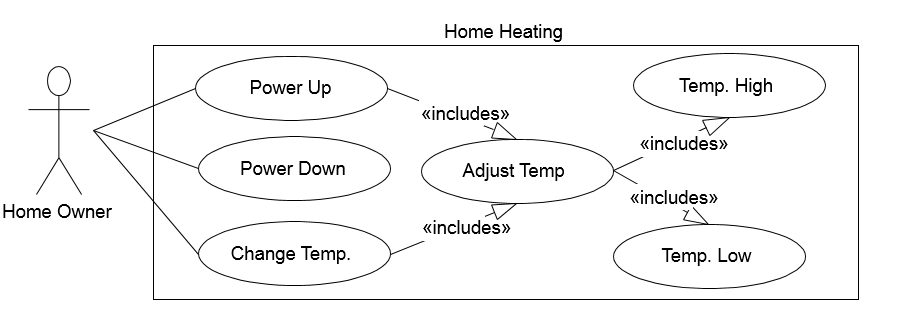 Home Heating
Power Up
Temp. High
«includes»
«includes»
Power Down
Adjust Temp
«includes»
Home Owner
«includes»
Change Temp.
Temp. Low